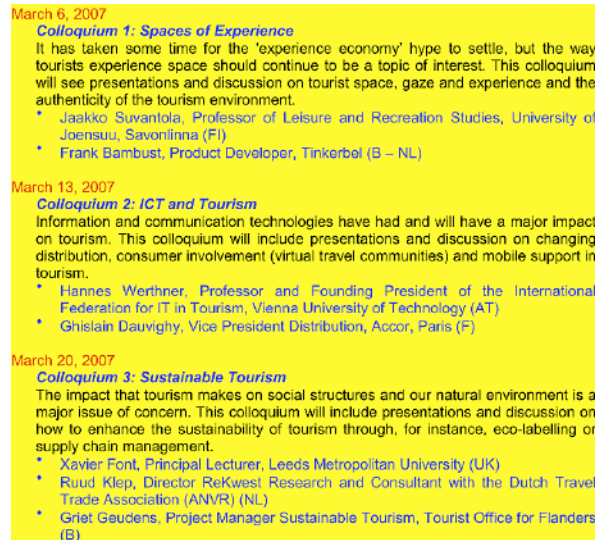 March 6, 2007
Colloquium 1: Spaces of Experience
It has taken some time for the 'experience economy' hype to settle, but the way
tourists experience space should continue to be a topic of interest. This colloquium
will see presentations and discussion on tourist space, gaze and experience and the
authenticity of the tourism environment.
• Jaakko Suvantola, Professor of Leisure and Recreation Studies, University of
Joensuu, Savonlinna (FI)
• Frank Bambust, Product Developer, Tinkerbel (B – NL)
March 13, 2007
Colloquium 2: ICT and Tourism
Information and communication technologies have had and will have a major impact
on tourism. This colloquium will include presentations and discussion on changing
distribution, consumer involvement (virtual travel communities) and mobile support in
tourism.
• Hannes Werthner, Professor and Founding President of the International
Federation for IT in Tourism, Vienna University of Technology (AT)
• Ghislain Dauvighy, Vice President Distribution, Accor, Paris (F)
March 20, 2007
Colloquium 3: Sustainable Tourism
The impact that tourism makes on social structures and our natural environment is a
major issue of concern. This colloquium will include presentations and discussion on
how to enhance the sustainability of tourism through, for instance, eco-labelling or
supply chain management.
• Xavier Font, Principal Lecturer, Leeds Metropolitan University (UK)
• Ruud Klep, Director ReKwest Research and Consultant with the Dutch Travel
Trade Association (ANVR) (NL)
• Griet Geudens, Project Manager Sustainable Tourism, Tourist Office for Flanders
(B)